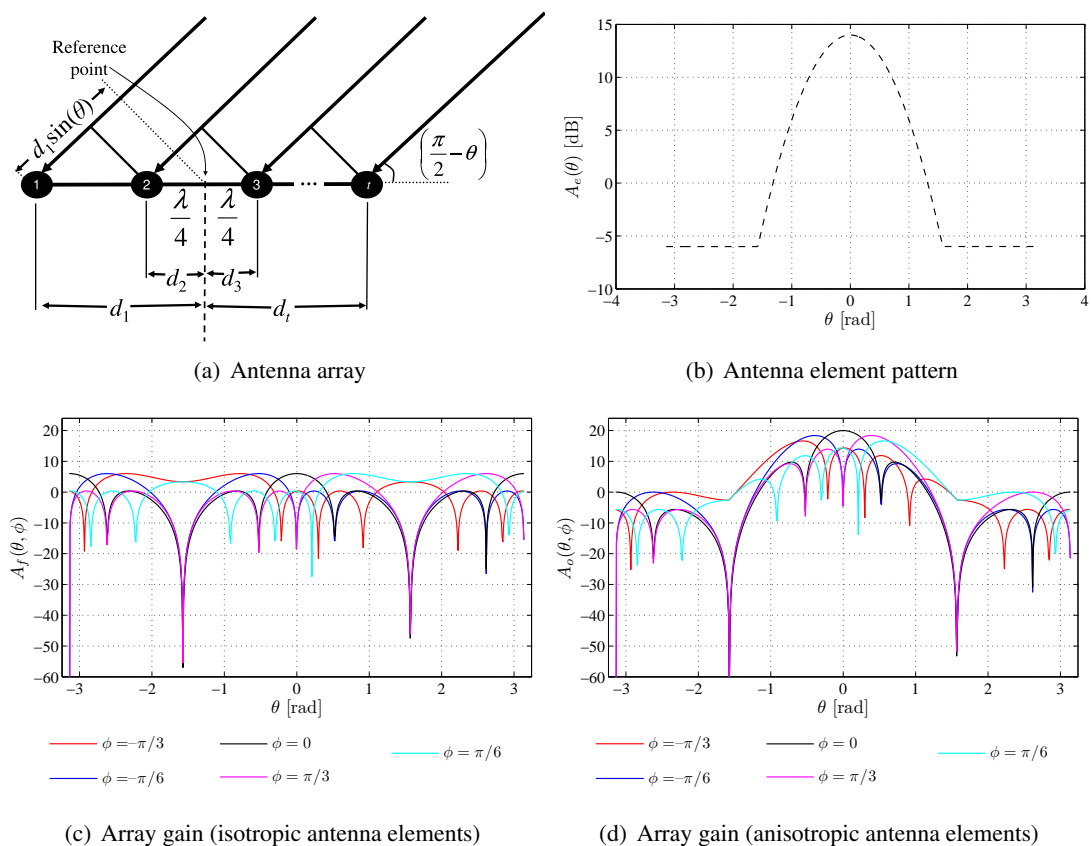 Reference
point
d₁sin(θ)
(π/2 − θ)
1
2
3
...
t
λ/4
λ/4
d₂
d₃
d₁
dₜ
(a) Antenna array
15
10
5
0
−5
−10
−4
−3
−2
−1
0
1
2
3
4
Aₑ(θ) [dB]
θ [rad]
(b) Antenna element pattern
20
10
0
−10
−20
−30
−40
−50
−60
−3
−2
−1
0
1
2
3
A_f(θ, ϕ)
θ [rad]
ϕ =−π/3
ϕ = 0
ϕ = π/6
ϕ =−π/6
ϕ = π/3
(c) Array gain (isotropic antenna elements)
20
10
0
−10
−20
−30
−40
−50
−60
−3
−2
−1
0
1
2
3
Aₒ(θ, ϕ)
θ [rad]
ϕ =−π/3
ϕ = 0
ϕ = π/6
ϕ =−π/6
ϕ = π/3
(d) Array gain (anisotropic antenna elements)